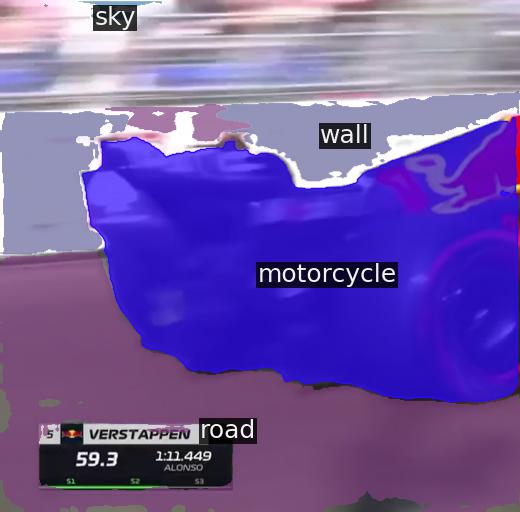 sky
wall
motorcycle
road
5 VERSTAPPEN
59.3 1:11.449
ALONSO
S1 S2 S3